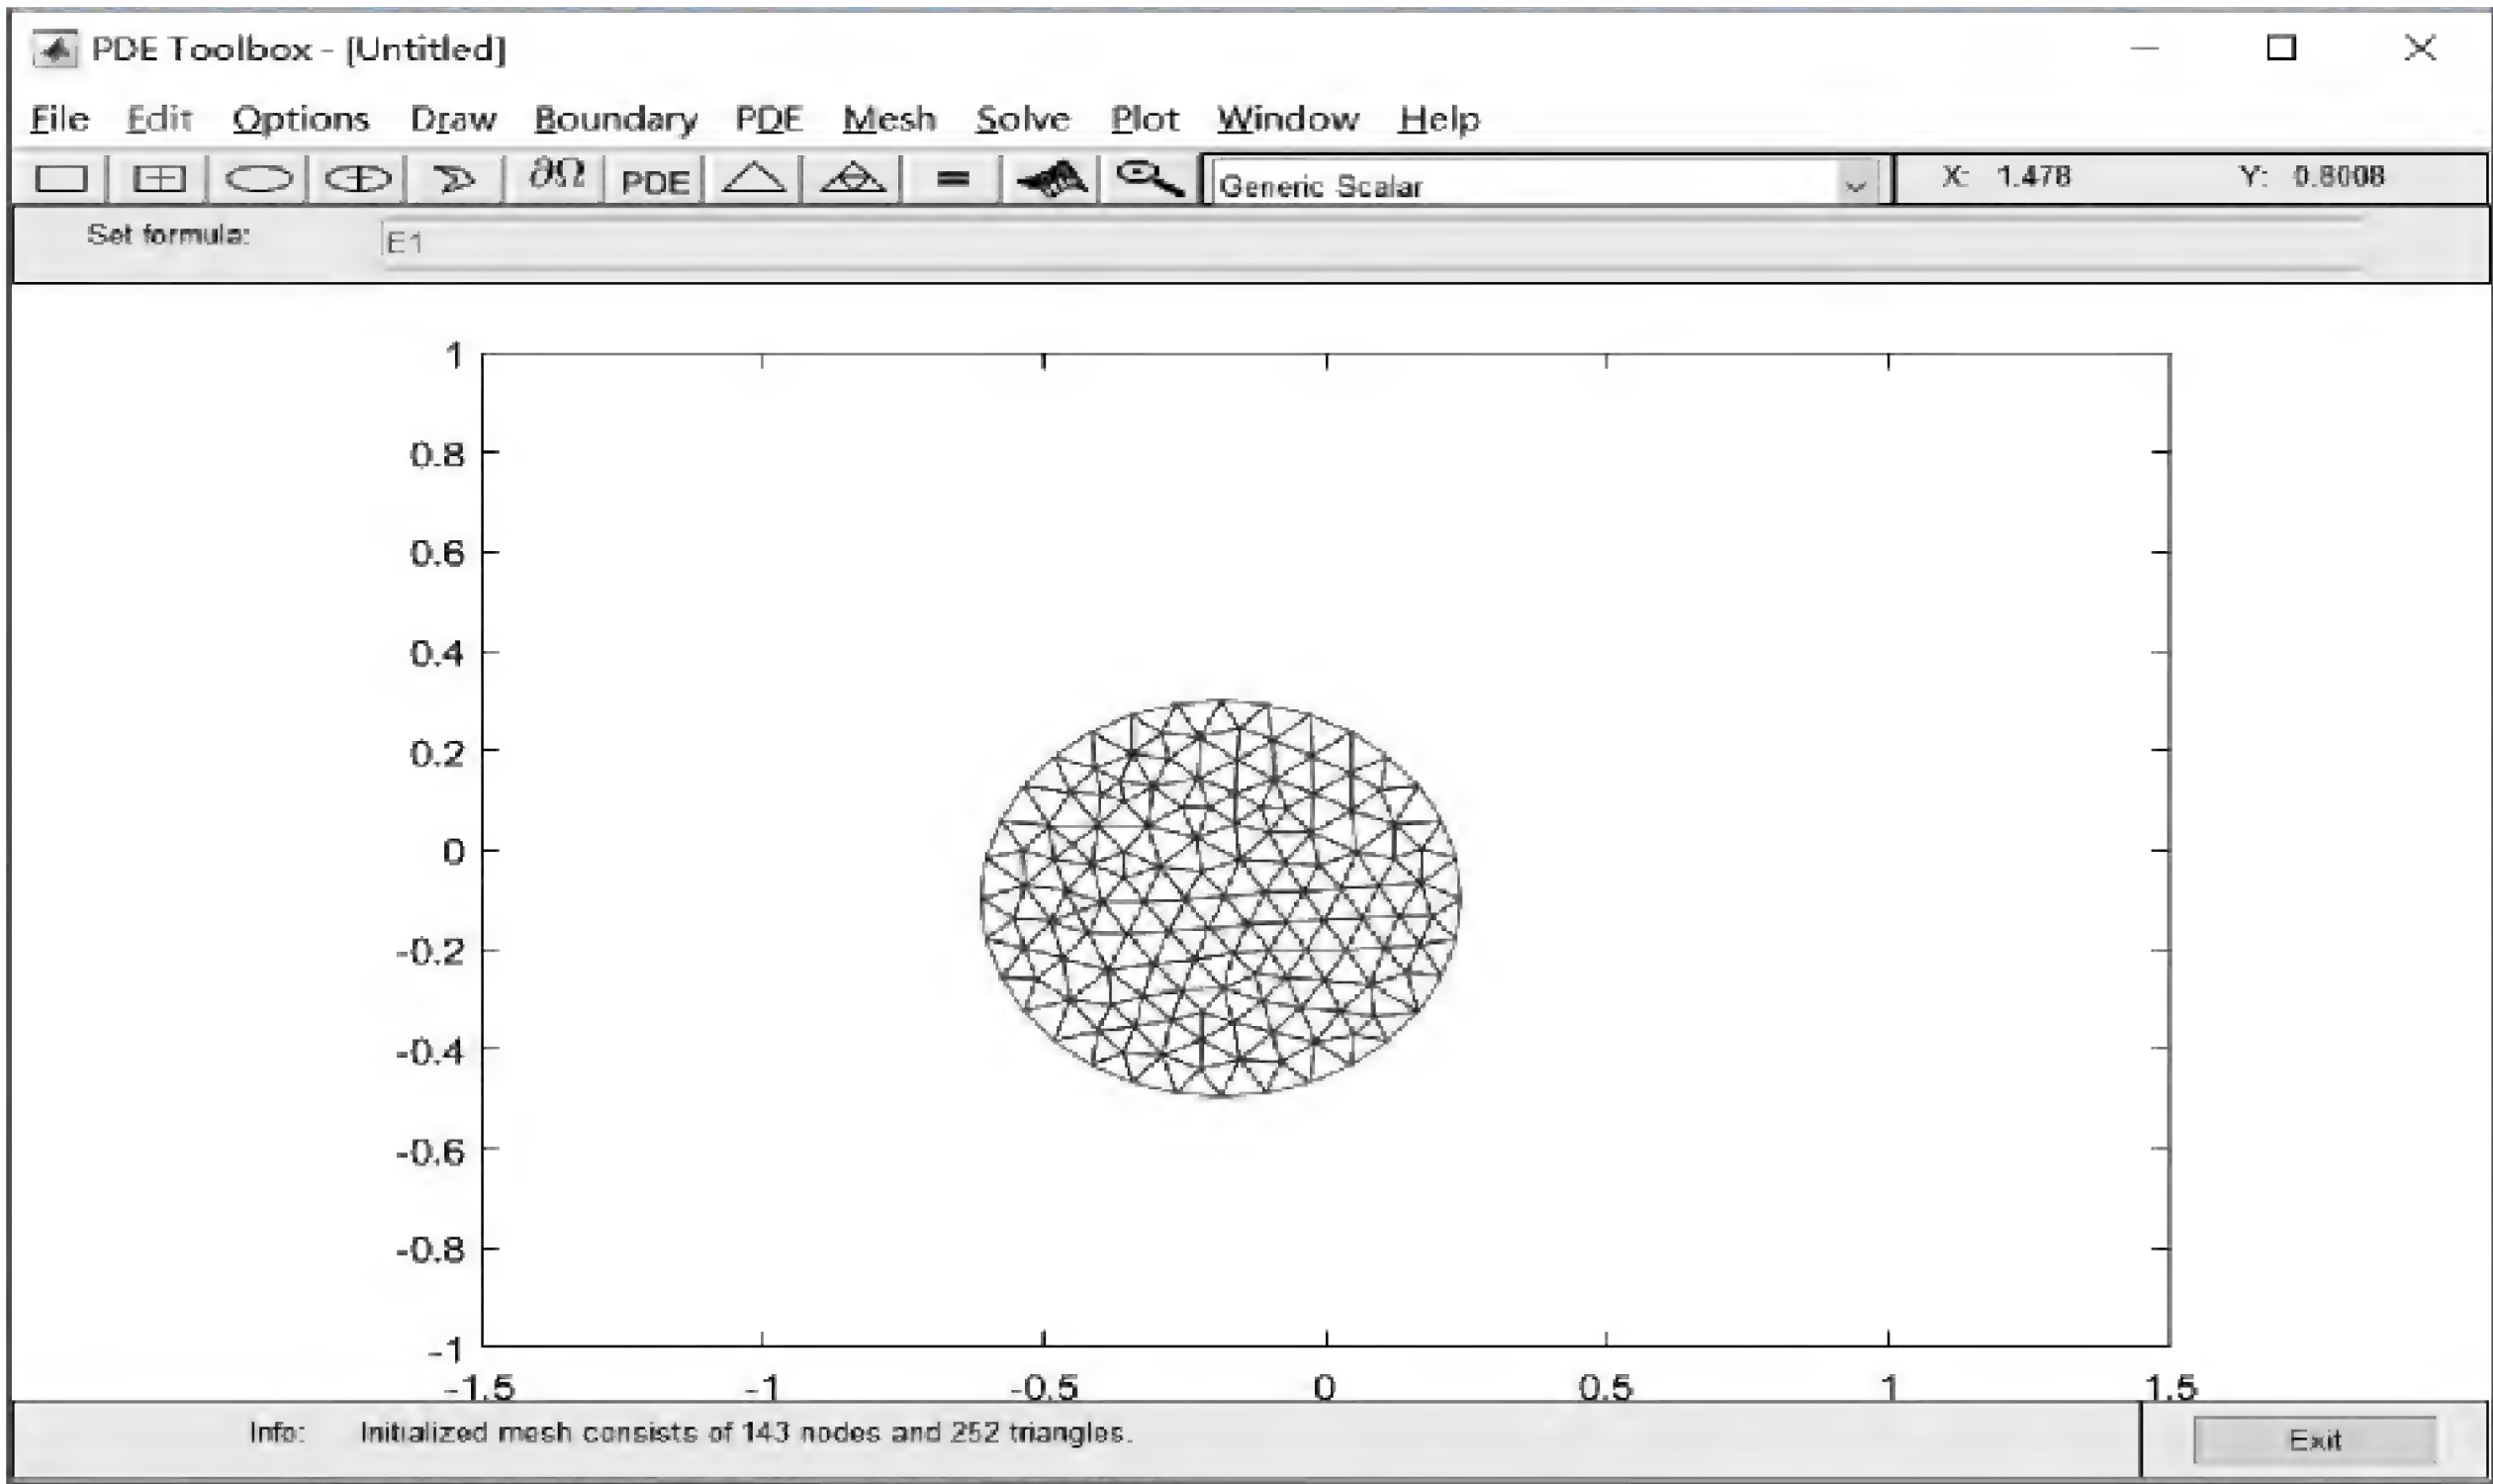 PDE Toolbox - [Untitled]
File Edit Options Draw Boundary PDE Mesh Solve Plot Window Help
∂Ω PDE Generic Scalar X: 1.478 Y: 0.8008
Set formula: E1
1
0.8
0.6
0.4
0.2
0
-0.2
-0.4
-0.6
-0.8
-1
-1.5 -1 -0.5 0 0.5 1 1.5
Info: Initialized mesh consists of 143 nodes and 252 triangles. Exit